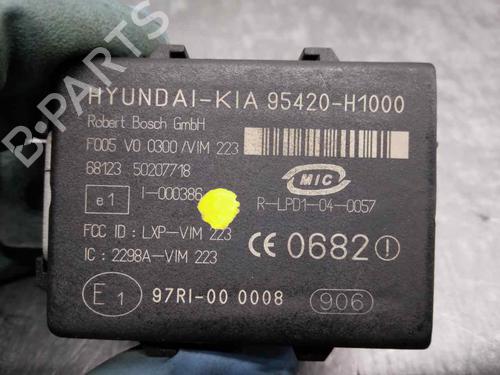 B-PARTS
HYUNDAI-KIA 95420-H1000
Robert Bosch GmbH
F005 V0 0300/VIM 223
68123 50207718
MIC
e1 I-000386
R-LPD1-04-0057
FCC ID : LXP-VIM 223
IC : 2298A-VIM 223
CE 0682
E1 97RI-00 0008 906